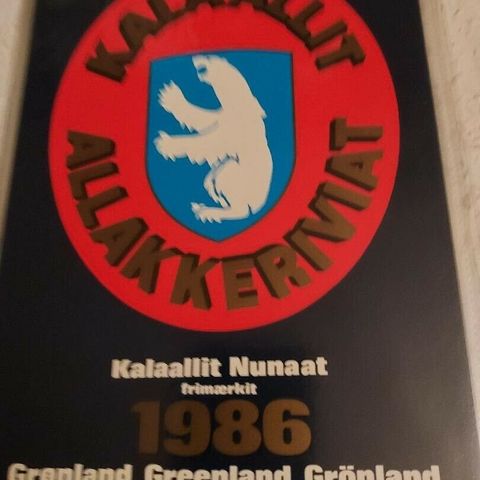 KALAALLIT
ALLAKKERIVIAT
Kalaallit Nunaat
frimærkit
1986
Grønland Greenland Grönland